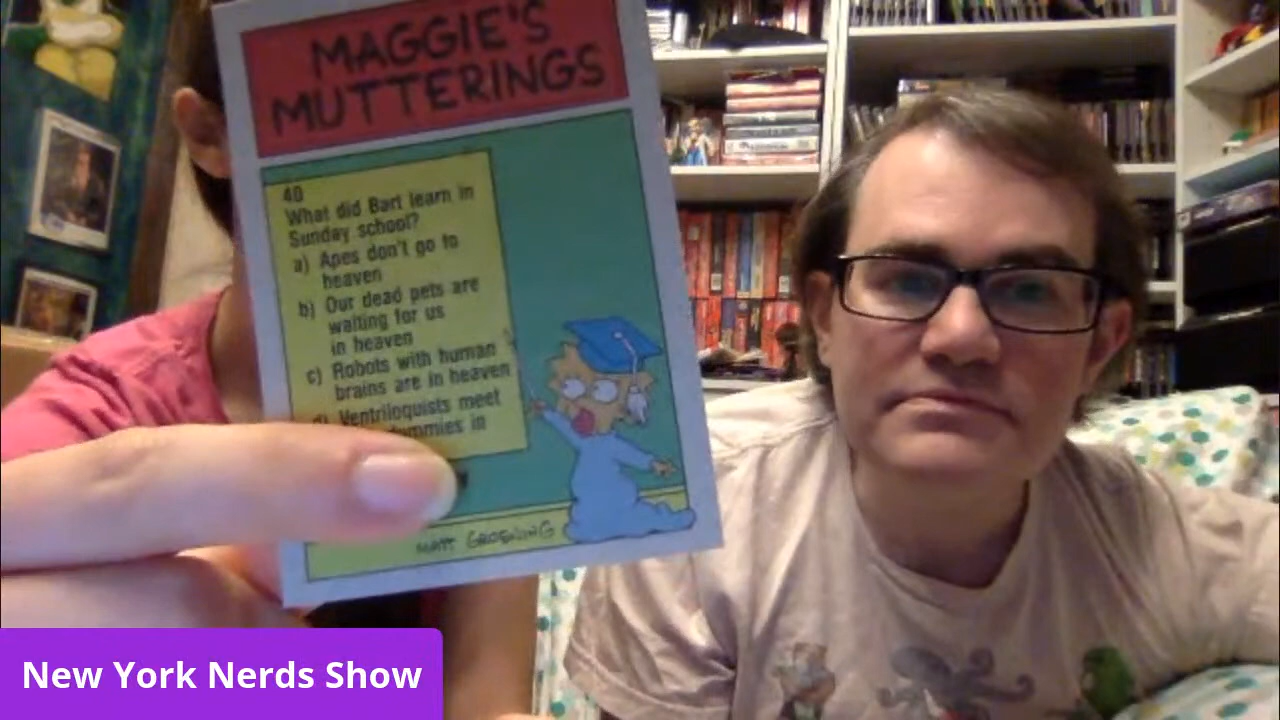 MAGGIE'S
MUTTERINGS
40
What did Bart learn in
Sunday school?
a) Apes don't go to
heaven
b) Our dead pets are
waiting for us
in heaven
c) Robots with human
brains are in heaven
d) Ventriloquists meet
dummies in
MATT GROENING
New York Nerds Show